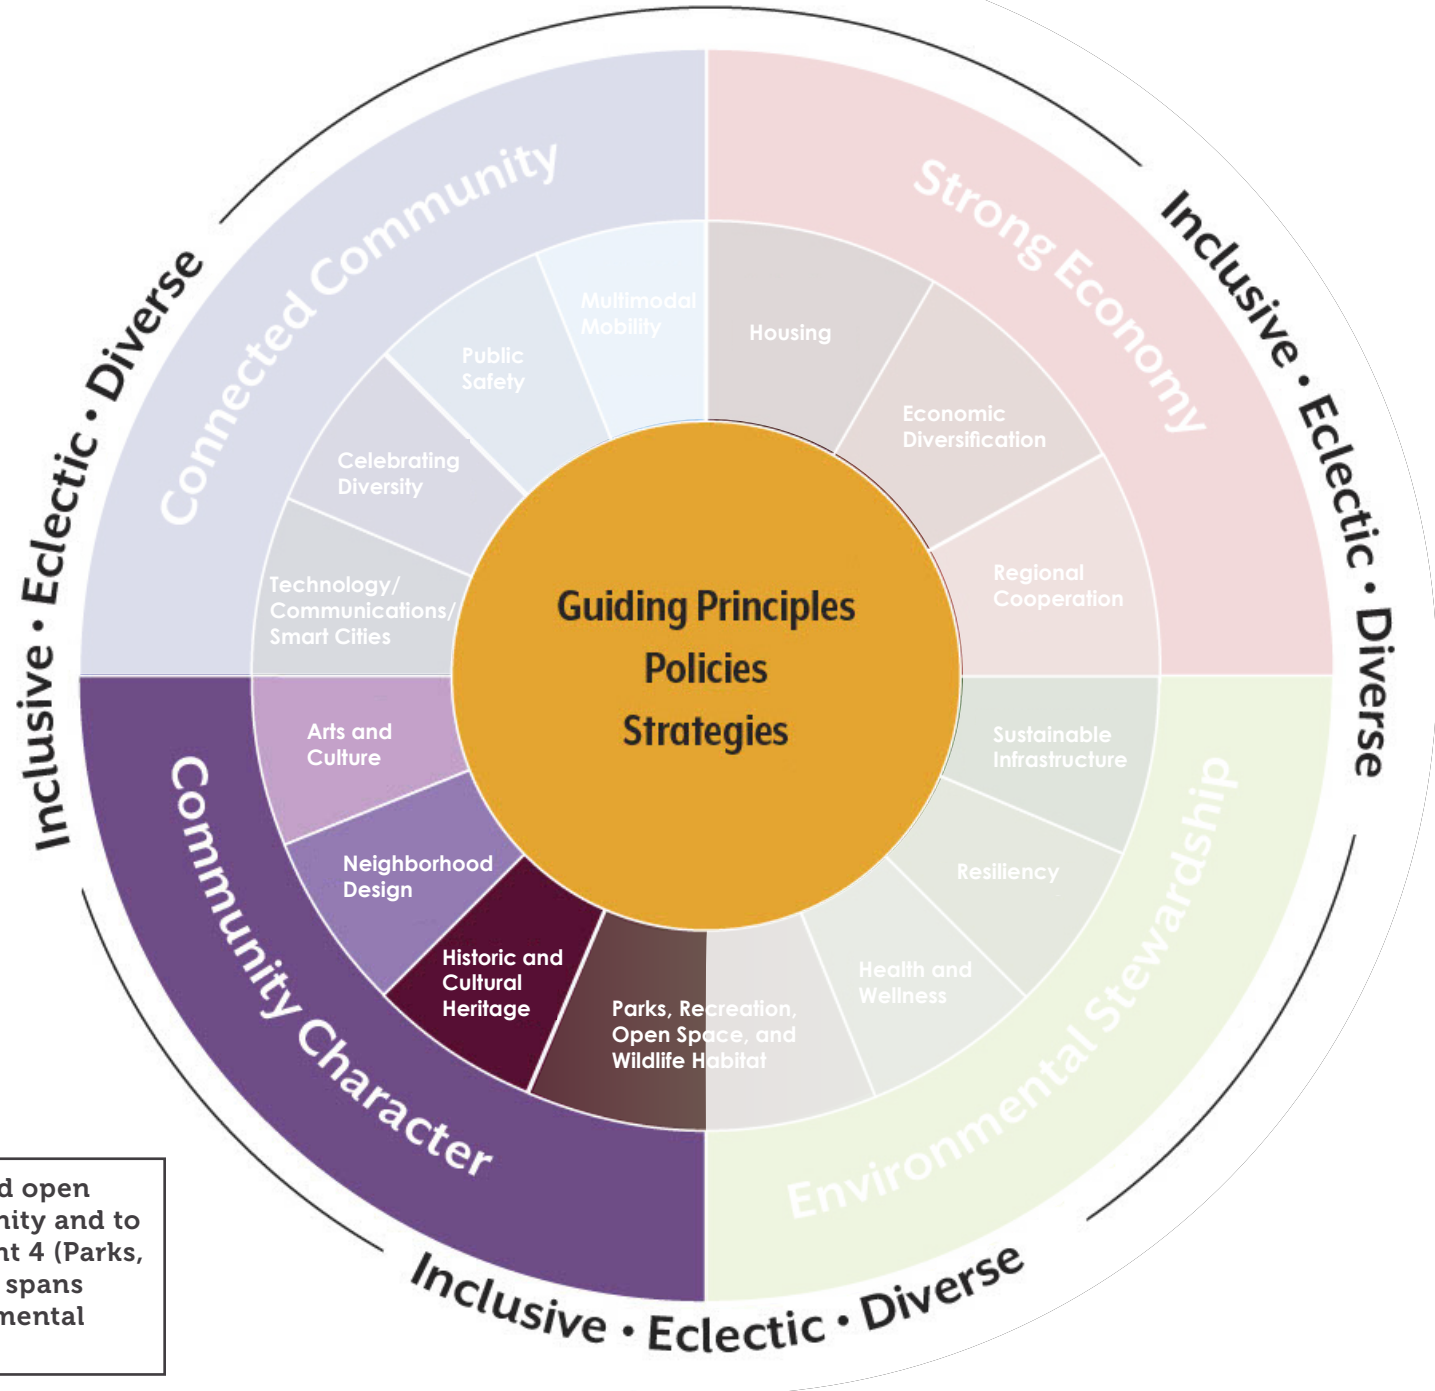 Inclusive • Eclectic • Diverse
Inclusive • Eclectic • Diverse
Inclusive • Eclectic • Diverse
Connected Community
Multimodal
Mobility
Public
Safety
Celebrating
Diversity
Technology/
Communications/
Smart Cities
Strong Economy
Housing
Economic
Diversification
Regional
Cooperation
Guiding Principles
Policies
Strategies
Community Character
Arts and
Culture
Neighborhood
Design
Historic and
Cultural
Heritage
Parks, Recreation,
Open Space, and
Wildlife Habitat
Environmental Stewardship
Sustainable
Infrastructure
Resiliency
Health and
Wellness
open
and to
4 (Parks,
spans